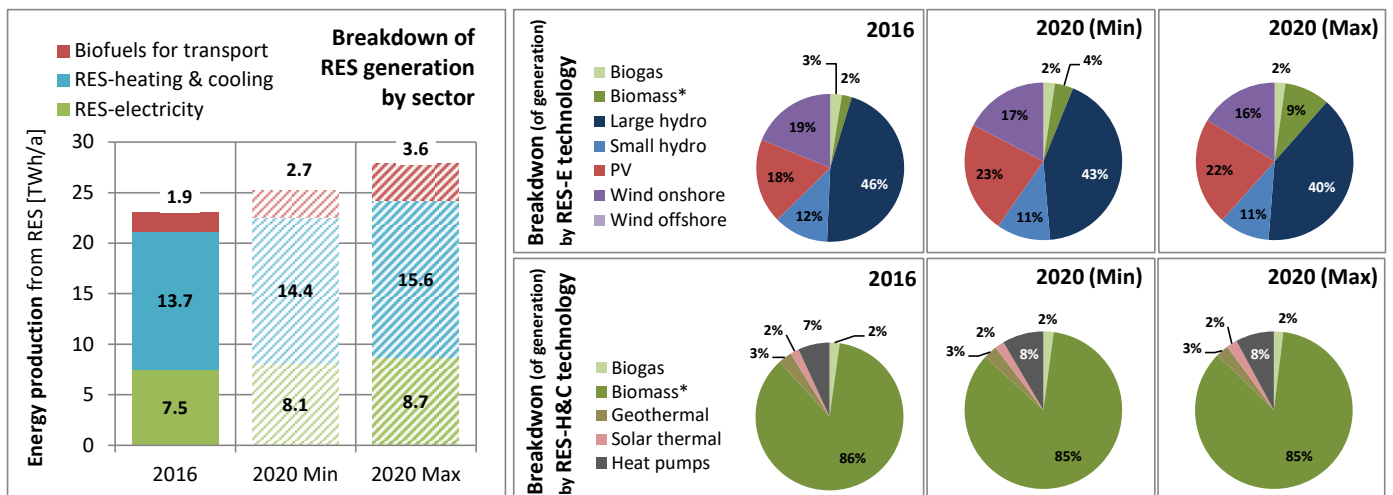 Breakdown of
RES generation
by sector
Biofuels for transport
RES-heating & cooling
RES-electricity
Energy production from RES [TWh/a]
30
25
20
15
10
5
0
1.9
13.7
7.5
2.7
14.4
8.1
3.6
15.6
8.7
2016
2020 Min
2020 Max
Breakdwon (of generation)
by RES-E technology
Biogas
Biomass*
Large hydro
Small hydro
PV
Wind onshore
Wind offshore
2016
3%
2%
19%
18%
46%
12%
2020 (Min)
2%
4%
17%
23%
43%
11%
2020 (Max)
2%
9%
16%
22%
40%
11%
Breakdwon (of generation)
by RES-H&C technology
Biogas
Biomass*
Geothermal
Solar thermal
Heat pumps
2016
2%
7%
2%
3%
86%
2020 (Min)
2%
2%
3%
8%
85%
2020 (Max)
2%
2%
3%
8%
85%